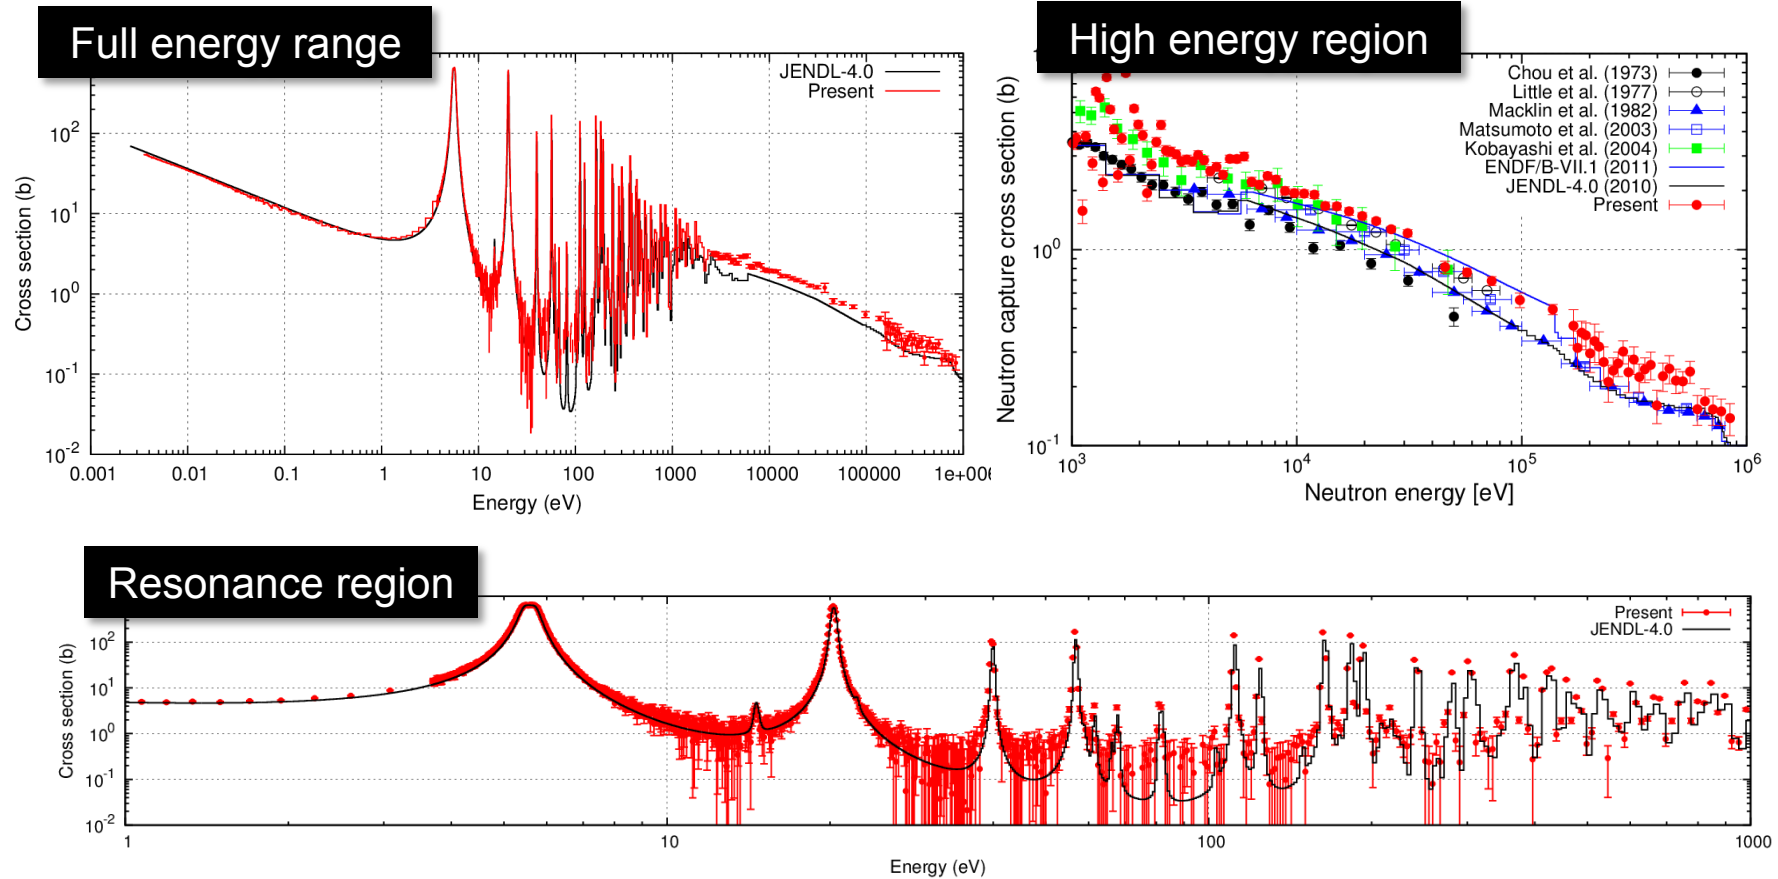 Full energy range
JENDL-4.0
Present
Cross section (b)
10^2
10^1
10^0
10^-1
10^-2
0.001
0.01
0.1
1
10
100
1000
10000
100000
1e+06
Energy (eV)
High energy region
Chou et al. (1973)
Little et al. (1977)
Macklin et al. (1982)
Matsumoto et al. (2003)
Kobayashi et al. (2004)
ENDF/B-VII.1 (2011)
JENDL-4.0 (2010)
Present
Neutron capture cross section (b)
10^0
10^-1
10^3
10^4
10^5
10^6
Neutron energy [eV]
Resonance region
Present
JENDL-4.0
Cross section (b)
10^2
10^1
10^0
10^-1
10^-2
1
10
100
1000
Energy (eV)